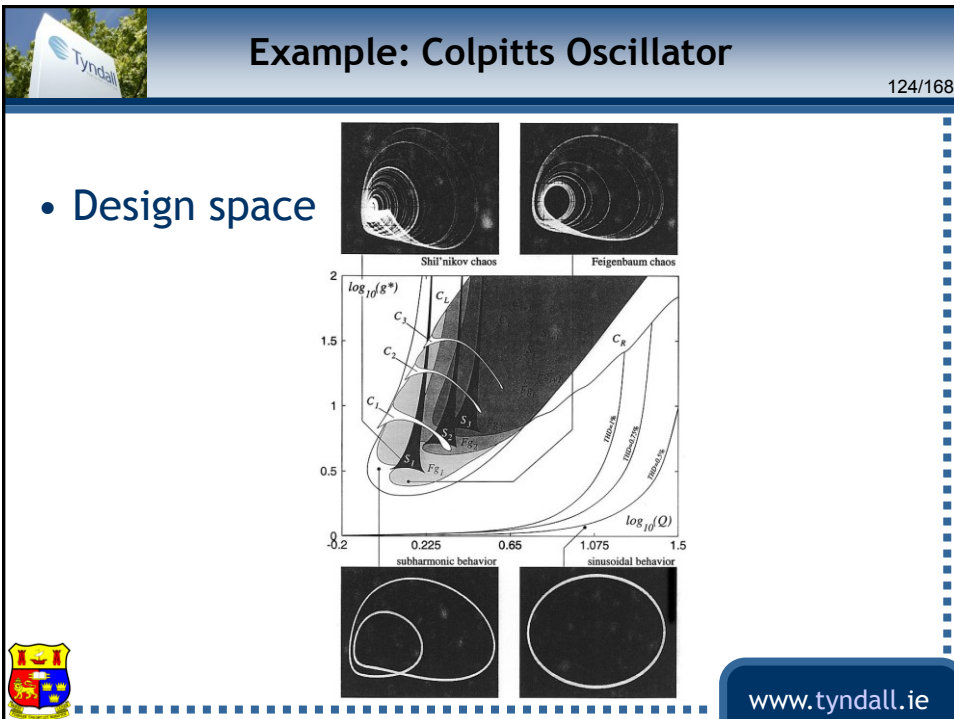 Tyndall
Example: Colpitts Oscillator
124/168
• Design space
Shil'nikov chaos
Feigenbaum chaos
2
log10(g*)
CL
C3
1.5
CR
C2
1
C1
S3
S2
S1
Fg1
THD=1%
THD=0.75%
THD=0.5%
0.5
log10(Q)
0
-0.2
0.225
0.65
1.075
1.5
subharmonic behavior
sinusoidal behavior
www.tyndall.ie